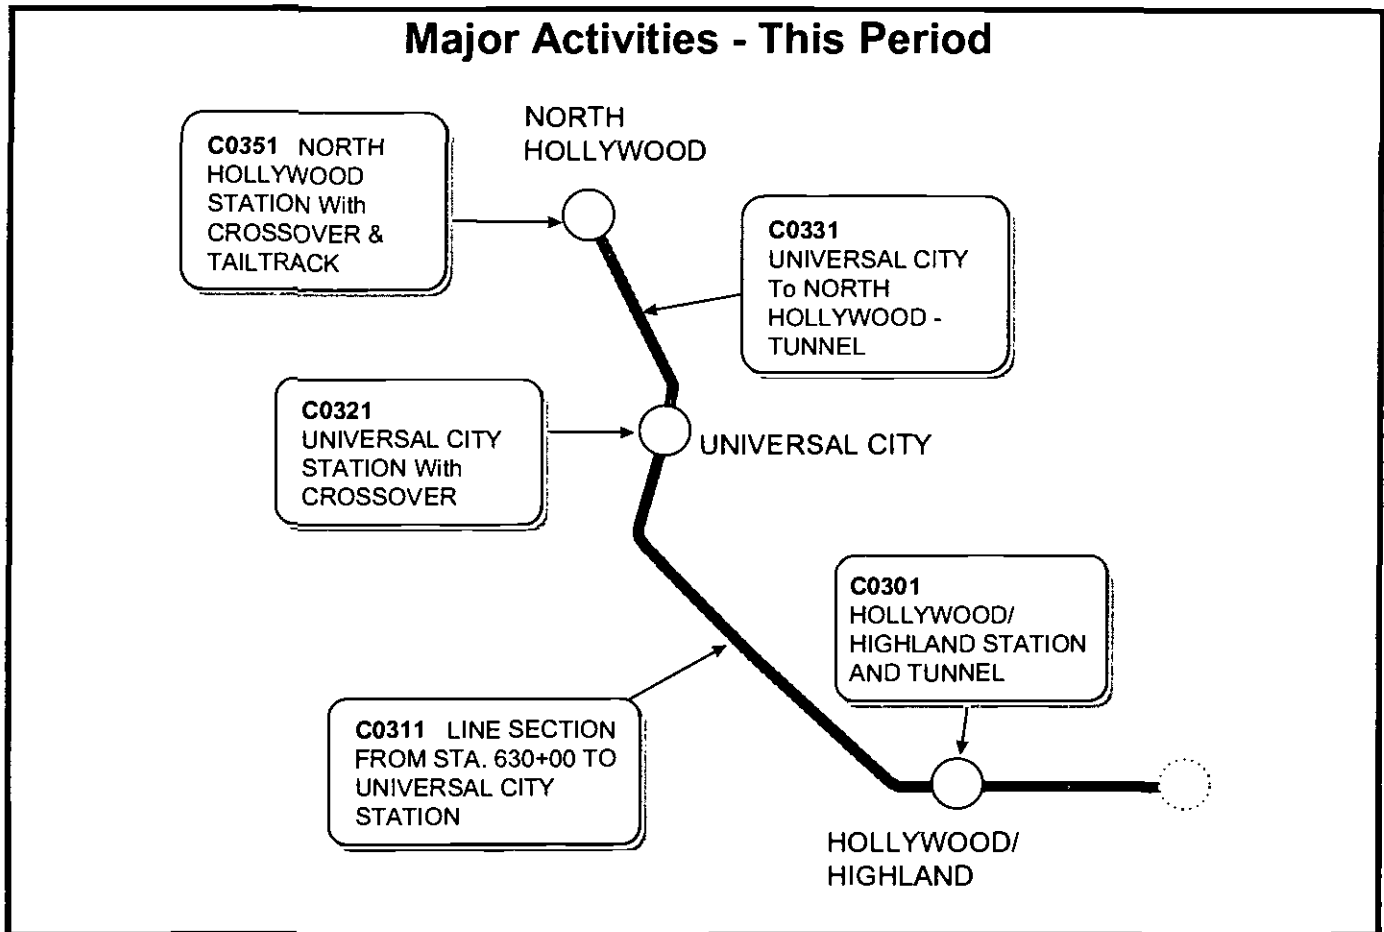 Major Activities - This Period
NORTH
HOLLYWOOD
C0351 NORTH
HOLLYWOOD
STATION With
CROSSOVER &
TAILTRACK
C0331
UNIVERSAL CITY
To NORTH
HOLLYWOOD -
TUNNEL
C0321
UNIVERSAL CITY
STATION With
CROSSOVER
UNIVERSAL CITY
C0301
HOLLYWOOD/
HIGHLAND STATION
AND TUNNEL
C0311 LINE SECTION
FROM STA. 630+00 TO
UNIVERSAL CITY
STATION
HOLLYWOOD/
HIGHLAND